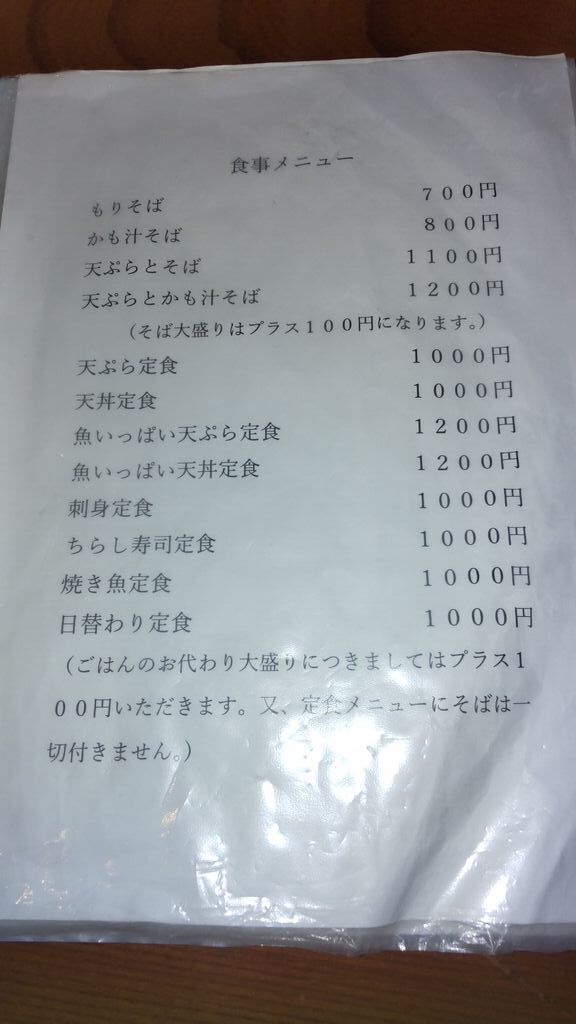 食事メニュー
もりそば ７００円
かも汁そば ８００円
天ぷらとそば １１００円
天ぷらとかも汁そば １２００円
（そば大盛りはプラス１００円になります。）
天ぷら定食 １０００円
天丼定食 １０００円
魚いっぱい天ぷら定食 １２００円
魚いっぱい天丼定食 １２００円
刺身定食 １０００円
ちらし寿司定食 １０００円
焼き魚定食 １０００円
日替わり定食 １０００円
（ごはんのお代わり大盛りにつきましてはプラス１
００円いただきます。又、定食メニューにそばは一
切付きません。）